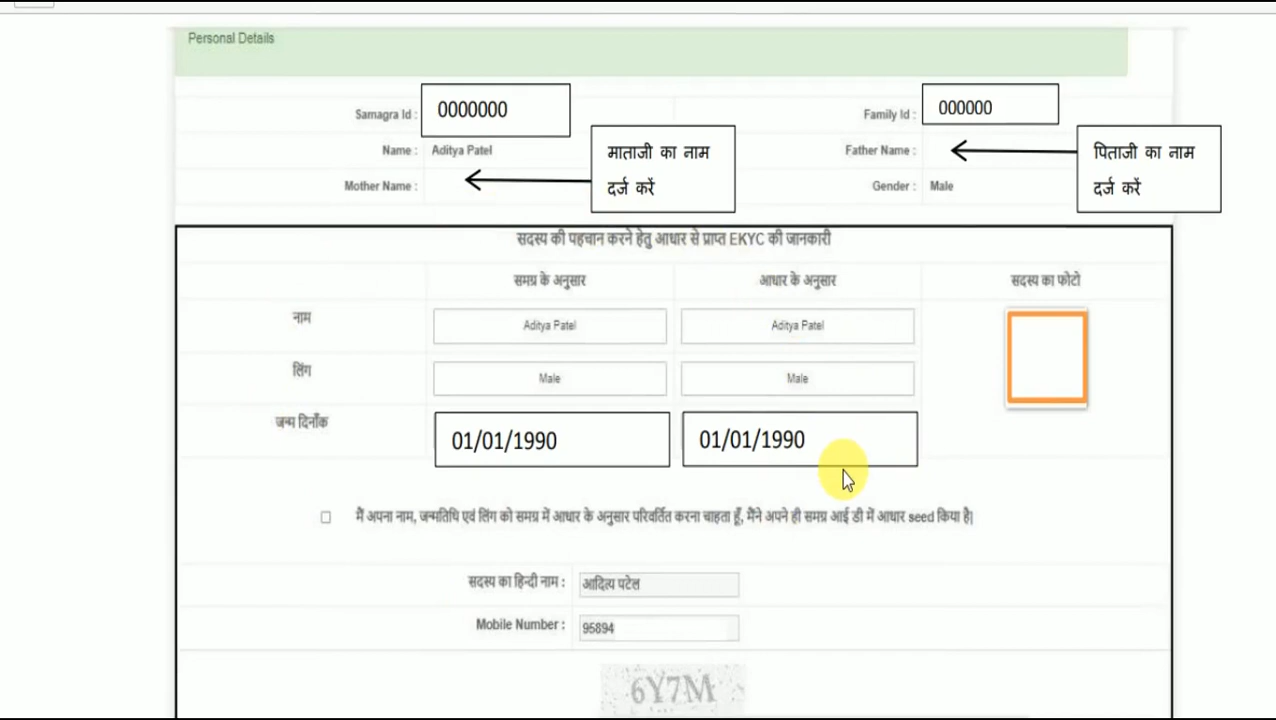 Personal Details
Samagra Id : 0000000 Family Id : 000000
Name : Aditya Patel माताजी का नाम Father Name : पिताजी का नाम
Mother Name : दर्ज करें Gender : Male दर्ज करें
सदस्य की पहचान करने हेतु आधार से प्राप्त EKYC की जानकारी
समग्र के अनुसार आधार के अनुसार सदस्य का फोटो
नाम Aditya Patel Aditya Patel
लिंग Male Male
जन्म दिनाँक 01/01/1990 01/01/1990
मैं अपना नाम, जन्मतिथि एवं लिंग को समग्र में आधार के अनुसार परिवर्तित करना चाहता हूँ, मैंने अपने ही समग्र आई डी में आधार seed किया है|
सदस्य का हिन्दी नाम : आदित्य पटेल
Mobile Number : 95894
6Y7M